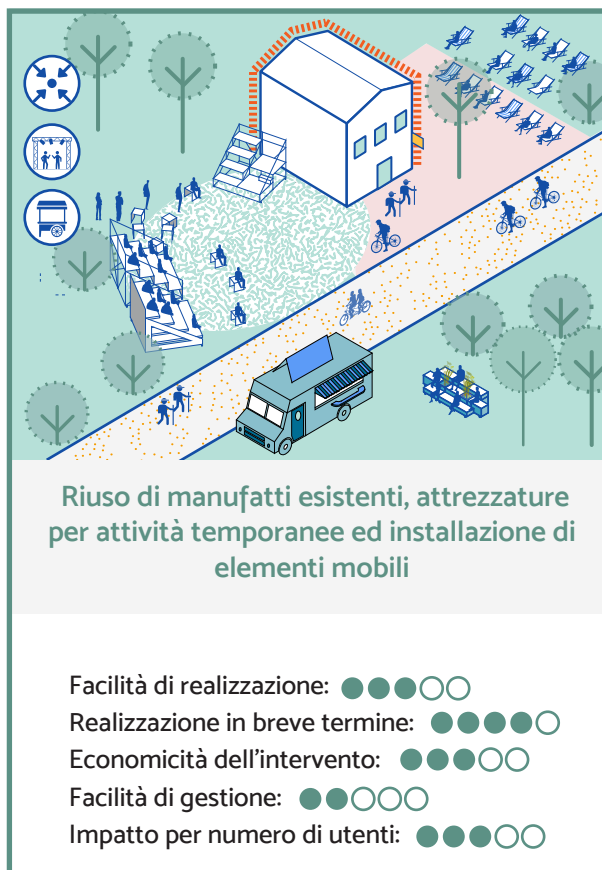 Riuso di manufatti esistenti, attrezzature
per attività temporanee ed installazione di
elementi mobili
Facilità di realizzazione:
Realizzazione in breve termine:
Economicità dell'intervento:
Facilità di gestione:
Impatto per numero di utenti: